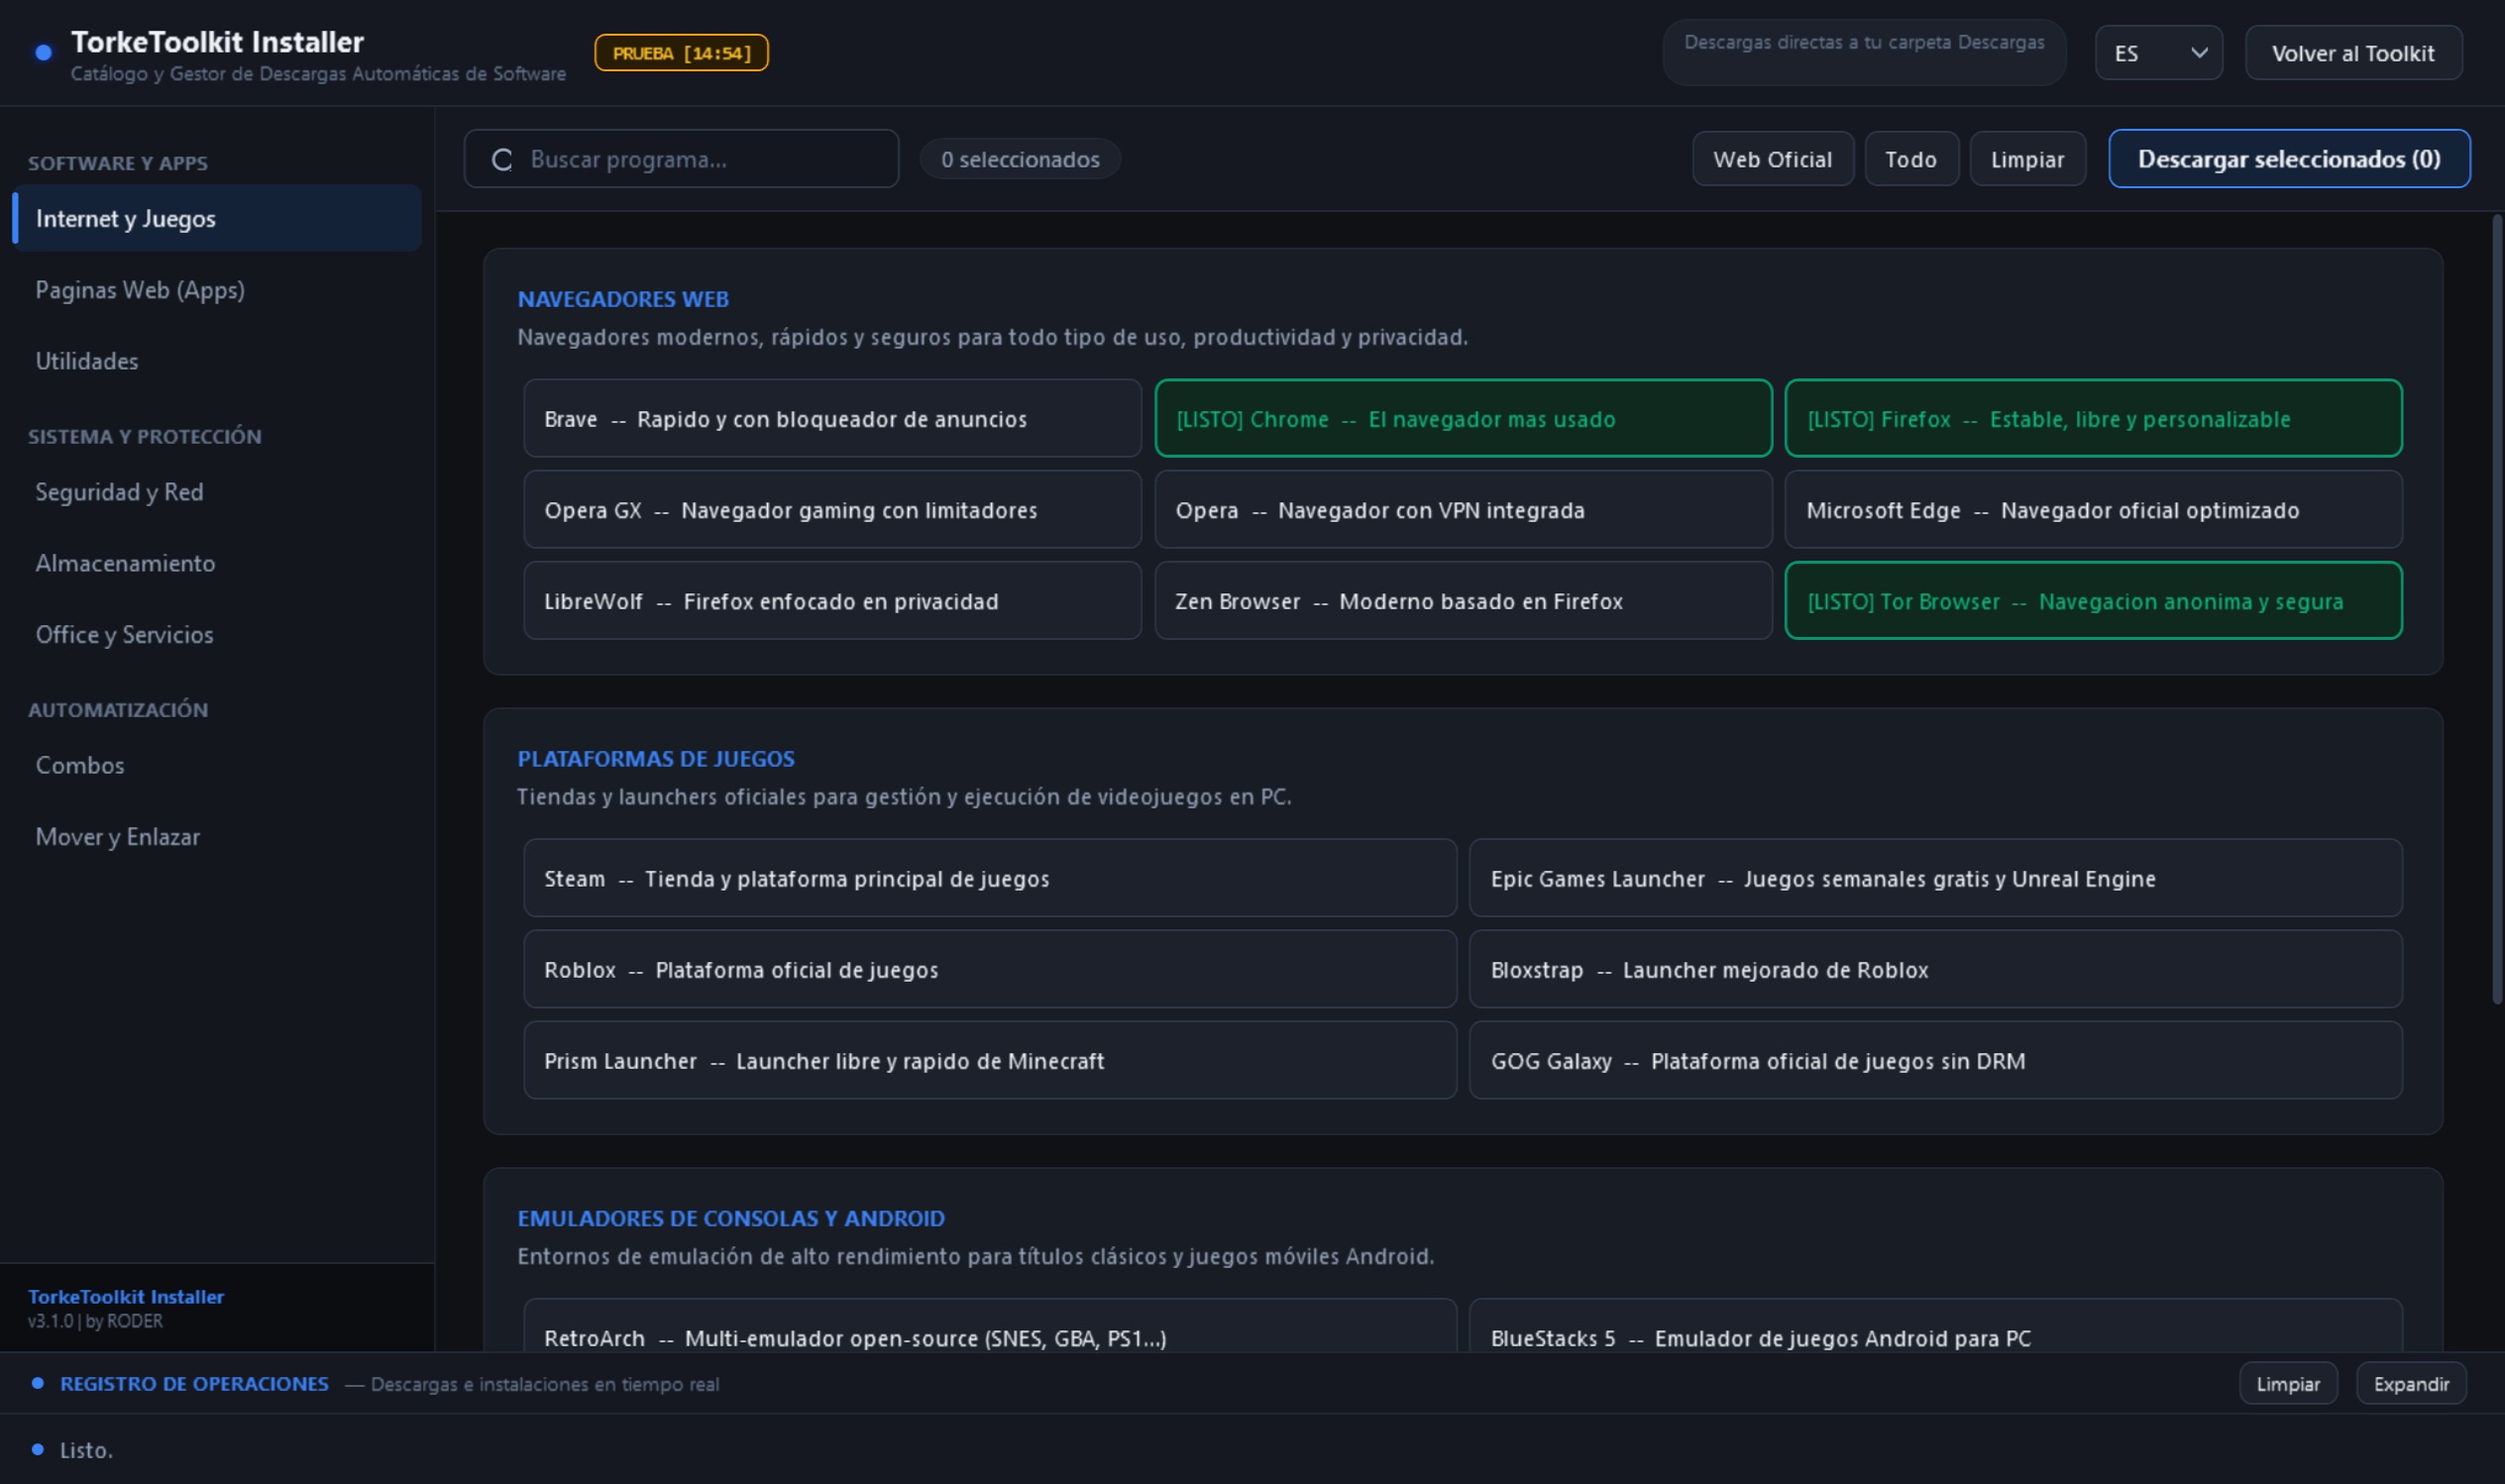 TorkeToolkit Installer
Catálogo y Gestor de Descargas Automáticas de Software
PRUEBA [14:54]
Descargas directas a tu carpeta Descargas
ES
Volver al Toolkit
SOFTWARE Y APPS
Internet y Juegos
Paginas Web (Apps)
Utilidades
SISTEMA Y PROTECCIÓN
Seguridad y Red
Almacenamiento
Office y Servicios
AUTOMATIZACIÓN
Combos
Mover y Enlazar
TorkeToolkit Installer
v3.1.0 | by RODER
Buscar programa...
0 seleccionados
Web Oficial
Todo
Limpiar
Descargar seleccionados (0)
NAVEGADORES WEB
Navegadores modernos, rápidos y seguros para todo tipo de uso, productividad y privacidad.
Brave -- Rapido y con bloqueador de anuncios
[LISTO] Chrome -- El navegador mas usado
[LISTO] Firefox -- Estable, libre y personalizable
Opera GX -- Navegador gaming con limitadores
Opera -- Navegador con VPN integrada
Microsoft Edge -- Navegador oficial optimizado
LibreWolf -- Firefox enfocado en privacidad
Zen Browser -- Moderno basado en Firefox
[LISTO] Tor Browser -- Navegacion anonima y segura
PLATAFORMAS DE JUEGOS
Tiendas y launchers oficiales para gestión y ejecución de videojuegos en PC.
Steam -- Tienda y plataforma principal de juegos
Epic Games Launcher -- Juegos semanales gratis y Unreal Engine
Roblox -- Plataforma oficial de juegos
Bloxstrap -- Launcher mejorado de Roblox
Prism Launcher -- Launcher libre y rapido de Minecraft
GOG Galaxy -- Plataforma oficial de juegos sin DRM
EMULADORES DE CONSOLAS Y ANDROID
Entornos de emulación de alto rendimiento para títulos clásicos y juegos móviles Android.
RetroArch -- Multi-emulador open-source (SNES, GBA, PS1...)
BlueStacks 5 -- Emulador de juegos Android para PC
REGISTRO DE OPERACIONES — Descargas e instalaciones en tiempo real
Limpiar
Expandir
Listo.